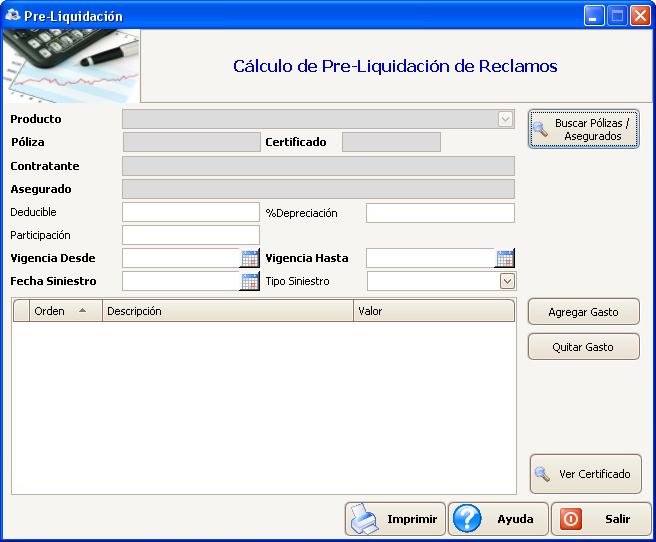 Pre-Liquidación
Cálculo de Pre-Liquidación de Reclamos
Producto
Buscar Pólizas /
Asegurados
Póliza
Certificado
Contratante
Asegurado
Deducible
%Depreciación
Participación
Vigencia Desde
Vigencia Hasta
Fecha Siniestro
Tipo Siniestro
Orden
Descripción
Valor
Agregar Gasto
Quitar Gasto
Ver Certificado
Imprimir
Ayuda
Salir